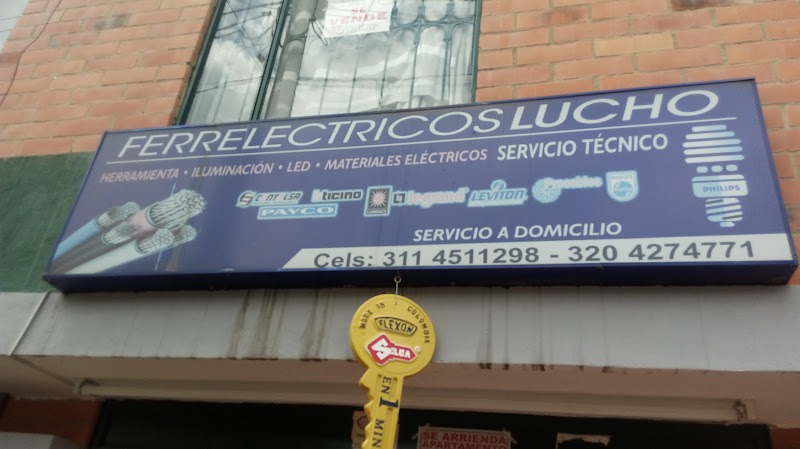 SE
VENDE
FERRELECTRICOS LUCHO
HERRAMIENTA · ILUMINACIÓN · LED · MATERIALES ELÉCTRICOS SERVICIO TÉCNICO
bticino legrand LEVITON
PAVCO
PHILIPS
SERVICIO A DOMICILIO
Cels: 311 4511298 - 320 4274771
MADE IN COLOMBIA
FLEXON
SILCA
EN 1 MIN
SE ARRIENDA
APARTAMENTO